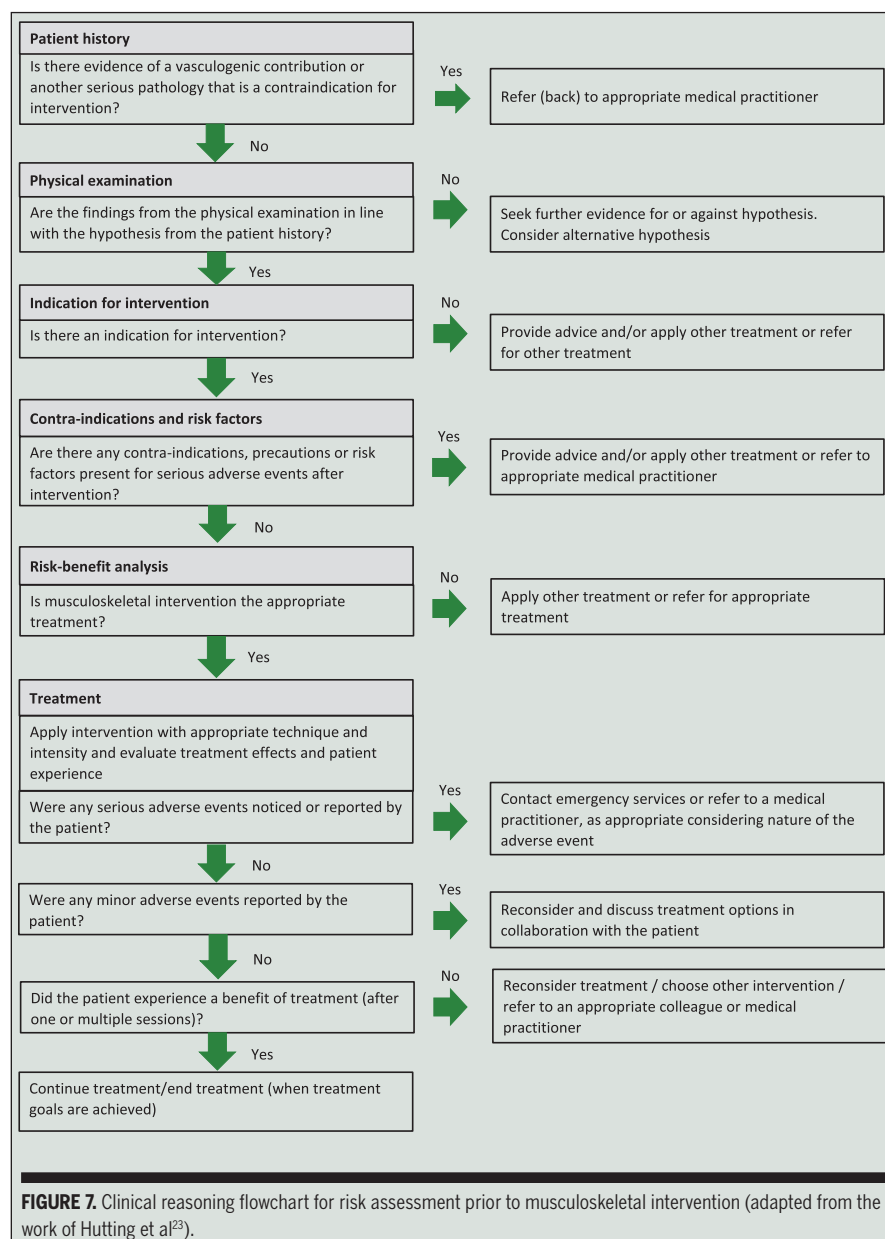 Patient history
Is there evidence of a vasculogenic contribution or
another serious pathology that is a contraindication for
intervention?
Yes
Refer (back) to appropriate medical practitioner
No
Physical examination
Are the findings from the physical examination in line
with the hypothesis from the patient history?
No
Seek further evidence for or against hypothesis.
Consider alternative hypothesis
Yes
Indication for intervention
Is there an indication for intervention?
No
Provide advice and/or apply other treatment or refer
for other treatment
Yes
Contra-indications and risk factors
Are there any contra-indications, precautions or risk
factors present for serious adverse events after
intervention?
Yes
Provide advice and/or apply other treatment or refer to
appropriate medical practitioner
No
Risk-benefit analysis
Is musculoskeletal intervention the appropriate
treatment?
No
Apply other treatment or refer for appropriate
treatment
Yes
Treatment
Apply intervention with appropriate technique and
intensity and evaluate treatment effects and patient
experience
Were any serious adverse events noticed or reported by
the patient?
Yes
Contact emergency services or refer to a medical
practitioner, as appropriate considering nature of the
adverse event
No
Were any minor adverse events reported by the
patient?
Yes
Reconsider and discuss treatment options in
collaboration with the patient
No
Did the patient experience a benefit of treatment (after
one or multiple sessions)?
No
Reconsider treatment / choose other intervention /
refer to an appropriate colleague or medical
practitioner
Yes
Continue treatment/end treatment (when treatment
goals are achieved)
FIGURE 7. Clinical reasoning flowchart for risk assessment prior to musculoskeletal intervention (adapted from the
work of Hutting et al23).